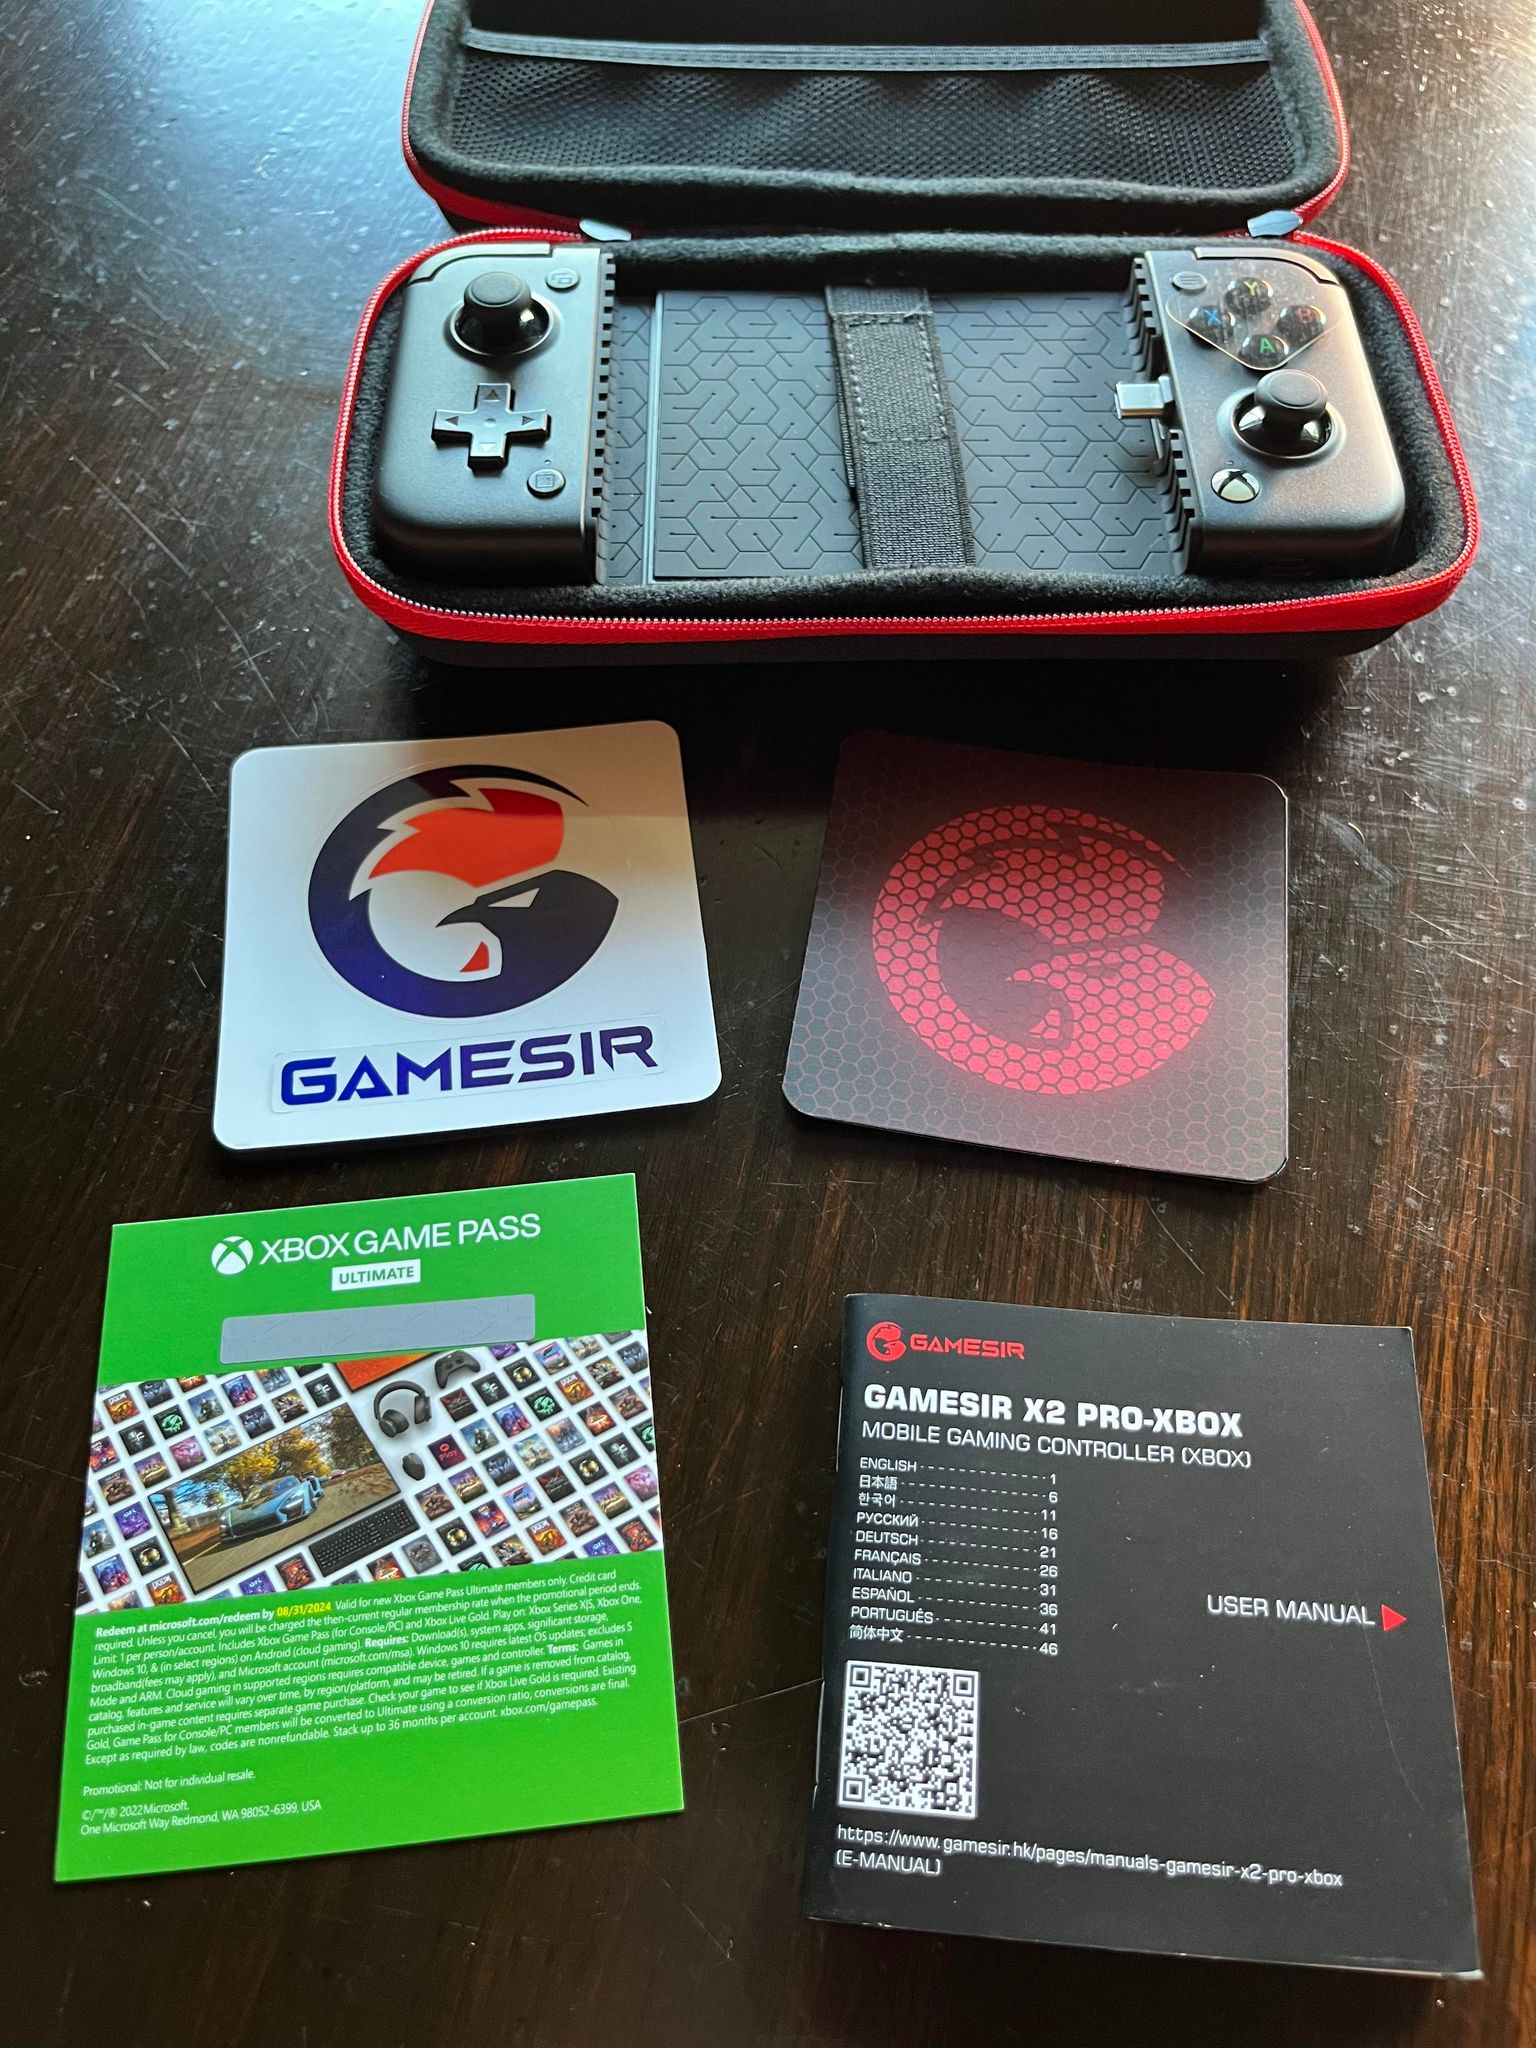 Y
X
B
A
GAMESIR
XBOX GAME PASS
ULTIMATE
Redeem at microsoft.com/redeem by 08/31/2024. Valid for new Xbox Game Pass Ultimate members only. Credit card
required. Unless you cancel, you will be charged the then-current regular membership rate when the promotional period ends.
Limit: 1 per person/account. Includes Xbox Game Pass (for Console/PC) and Xbox Live Gold. Play on: Xbox Series X|S, Xbox One,
Windows 10, & (in select regions) on Android (cloud gaming). Requires: Download(s), system apps, significant storage,
broadband(fees may apply), and Microsoft account (microsoft.com/msa). Windows 10 requires latest OS updates; excludes S
Mode and ARM. Cloud gaming in supported regions requires compatible device, games and controller. Terms: Games in
catalog, features and service will vary over time, by region/platform, and may be retired. If a game is removed from catalog,
purchased in-game content requires separate game purchase. Check your game to see if Xbox Live Gold is required. Existing
Gold, Game Pass for Console/PC members will be converted to Ultimate using a conversion ratio; conversions are final.
Except as required by law, codes are nonrefundable. Stack up to 36 months per account. xbox.com/gamepass.
Promotional: Not for individual resale.
©/™/® 2022 Microsoft.
One Microsoft Way Redmond, WA 98052-6399, USA
GAMESIR
GAMESIR X2 PRO-XBOX
MOBILE GAMING CONTROLLER (XBOX)
ENGLISH - - - - - - - - - - - - - 1
日本語 - - - - - - - - - - - - - 6
한국어 - - - - - - - - - - - - - 11
РУССКИЙ - - - - - - - - - - - - 16
DEUTSCH - - - - - - - - - - - - 21
FRANÇAIS - - - - - - - - - - - - 26
ITALIANO - - - - - - - - - - - - 31
ESPAÑOL - - - - - - - - - - - - 36
PORTUGUÊS - - - - - - - - - - - 41
简体中文 - - - - - - - - - - - - 46
USER MANUAL
https://www.gamesir.hk/pages/manuals-gamesir-x2-pro-xbox
(E-MANUAL)